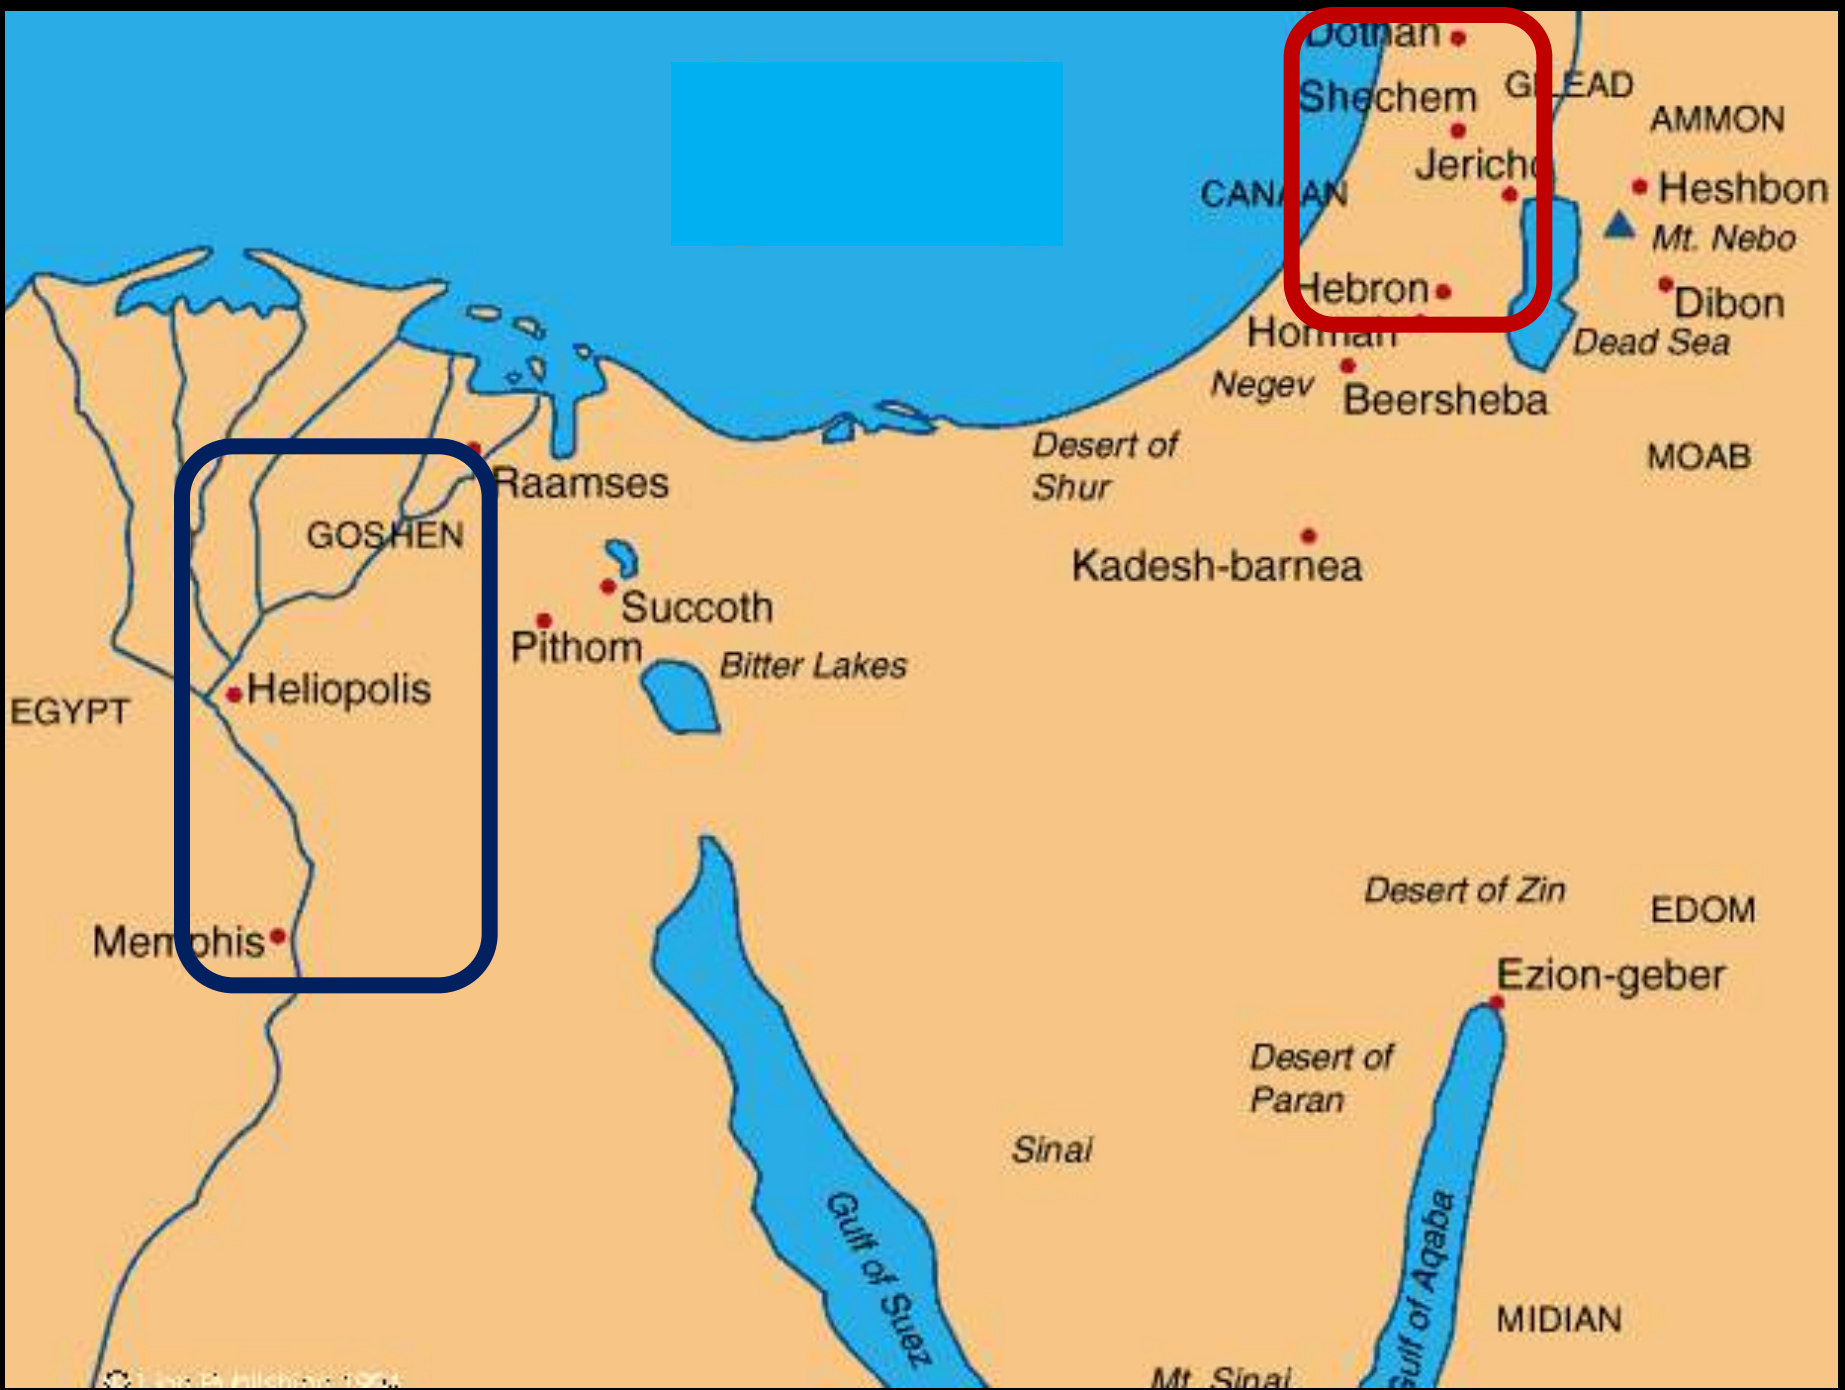 Dothan
Shechem
GILEAD
AMMON
Jericho
CANAAN
Heshbon
Mt. Nebo
Hebron
Dibon
Hormah
Dead Sea
Negev
Beersheba
Desert of
Shur
MOAB
Raamses
GOSHEN
Kadesh-barnea
Succoth
Pithom
Bitter Lakes
Heliopolis
EGYPT
Desert of Zin
EDOM
Memphis
Ezion-geber
Desert of
Paran
Sinai
Gulf of Suez
Gulf of Aqaba
MIDIAN
Mt. Sinai
© Lion Publishing